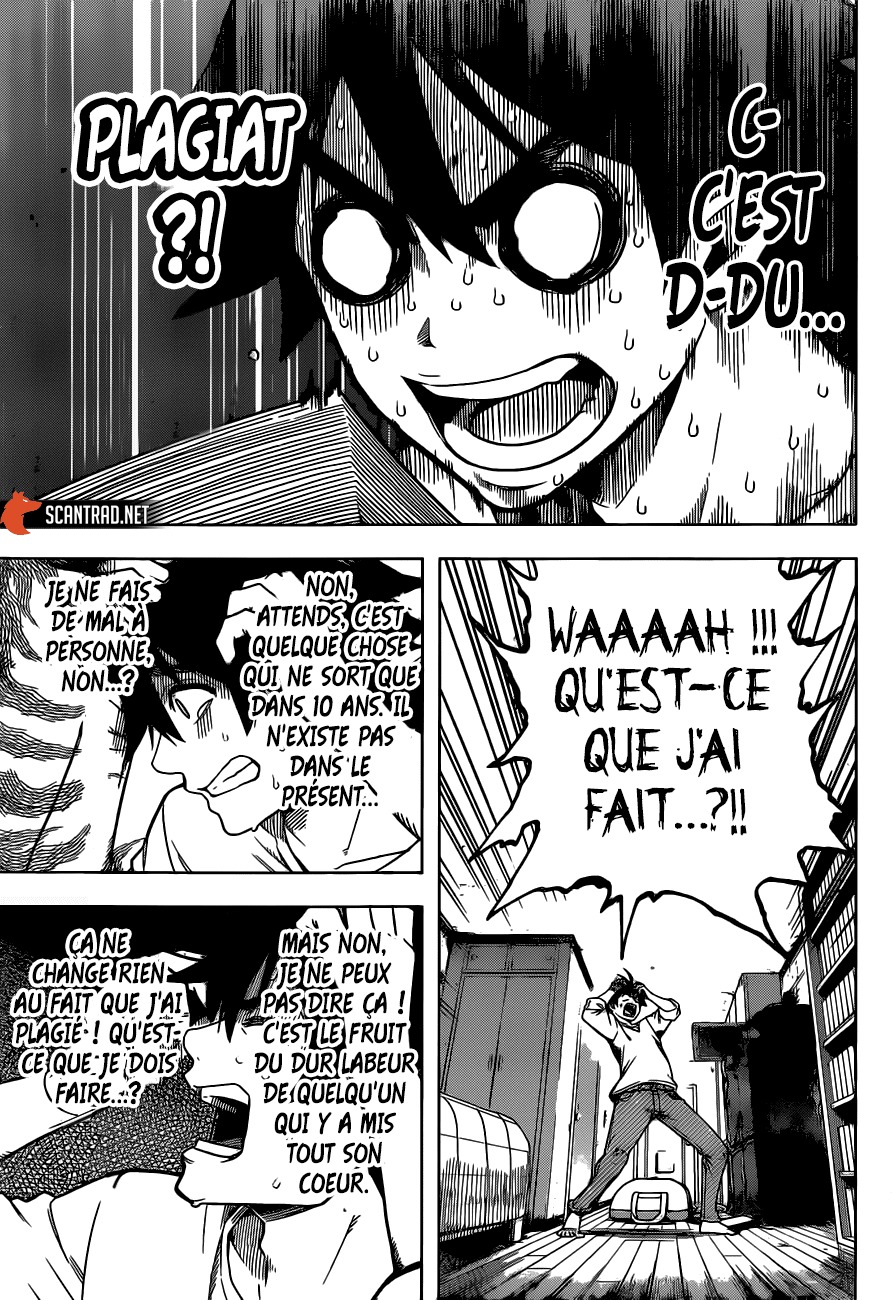 C-
C'EST
D-DU...
PLAGIAT
?!
SCANTRAD.NET
WAAAAH !!!
QU'EST-CE
QUE J'AI
FAIT...?!!
NON,
ATTENDS, C'EST
QUELQUE CHOSE
QUI NE SORT QUE
DANS 10 ANS. IL
N'EXISTE PAS
DANS LE
PRÉSENT...
JE NE FAIS
DE MAL À
PERSONNE,
NON...?
MAIS NON,
JE NE PEUX
PAS DIRE ÇA !
C'EST LE FRUIT
DU DUR LABEUR
DE QUELQU'UN
QUI Y A MIS
TOUT SON
COEUR.
ÇA NE
CHANGE RIEN
AU FAIT QUE J'AI
PLAGIÉ ! QU'EST-
CE QUE JE DOIS
FAIRE...?